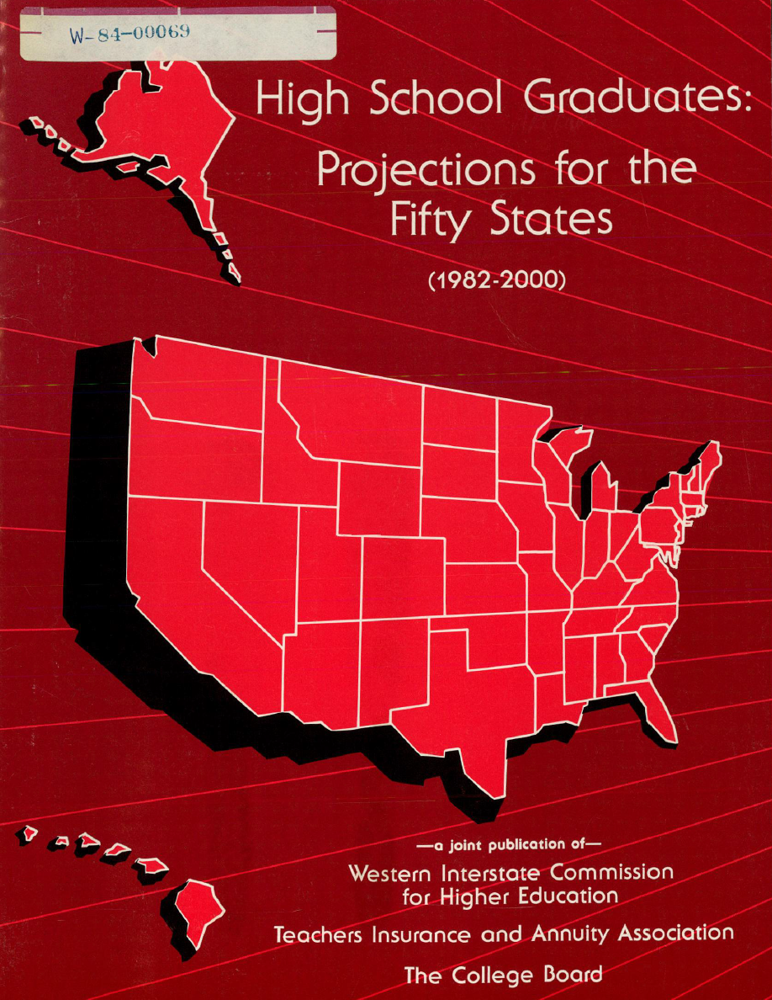 W-84-00069
High School Graduates:
Projections for the
Fifty States
(1982-2000)
—a joint publication of—
Western Interstate Commission
for Higher Education
Teachers Insurance and Annuity Association
The College Board